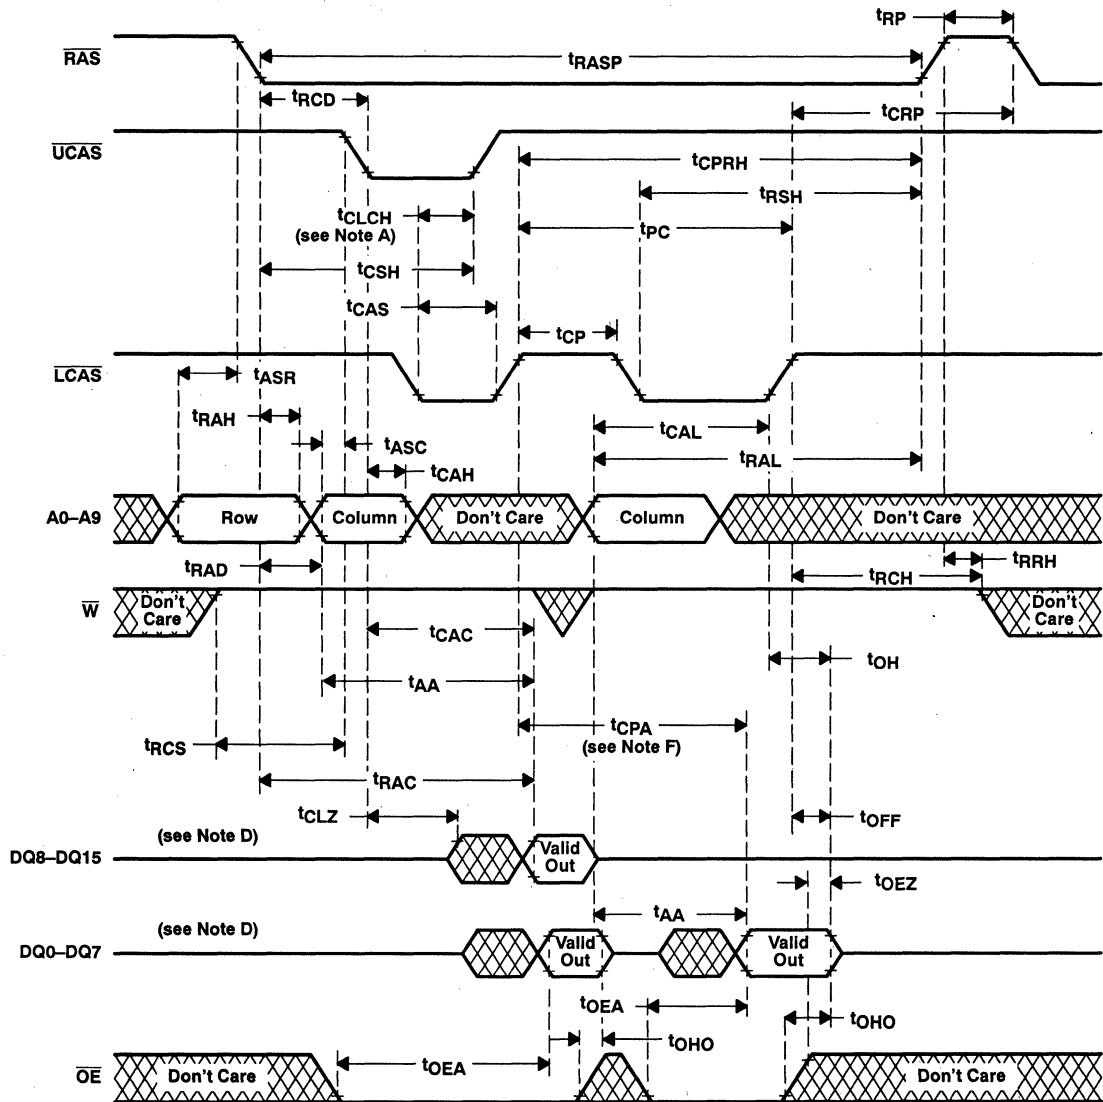 tRP
RAS
tRASP
tRCD
tCRP
UCAS
tCPRH
tRSH
tCLCH
(see Note A)
tPC
tCSH
tCAS
tCP
LCAS
tASR
tRAH
tCAL
tASC
tRAL
tCAH
A0–A9
Row
Column
Don't Care
Column
Don't Care
tRAD
tRRH
tRCH
W
Don't
Care
Don't
Care
tCAC
tOH
tAA
tCPA
(see Note F)
tRCS
tRAC
tCLZ
tOFF
(see Note D)
DQ8–DQ15
Valid
Out
tOEZ
tAA
(see Note D)
DQ0–DQ7
Valid
Out
Valid
Out
tOEA
tOHO
tOHO
tOEA
OE
Don't Care
Don't Care